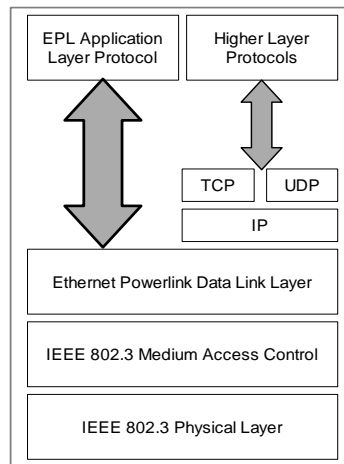 EPL Application
Layer Protocol
Higher Layer
Protocols
TCP
UDP
IP
Ethernet Powerlink Data Link Layer
IEEE 802.3 Medium Access Control
IEEE 802.3 Physical Layer